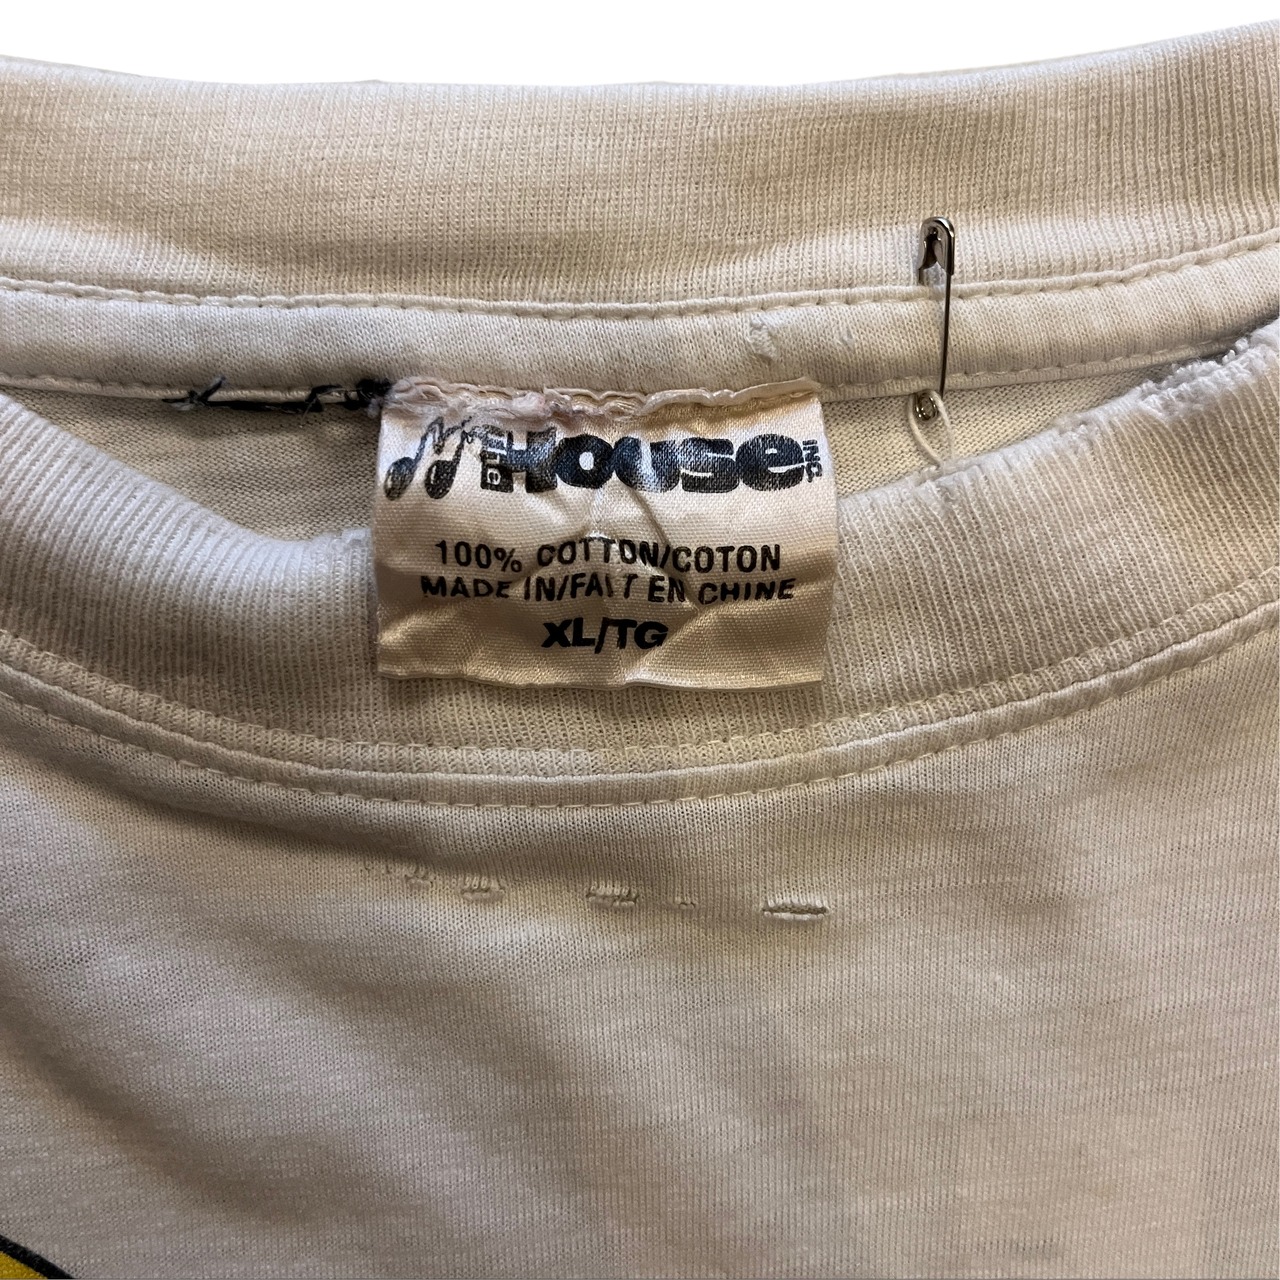 The House INC.
100% COTTON/COTON
MADE IN/FAIT EN CHINE
XL/TG